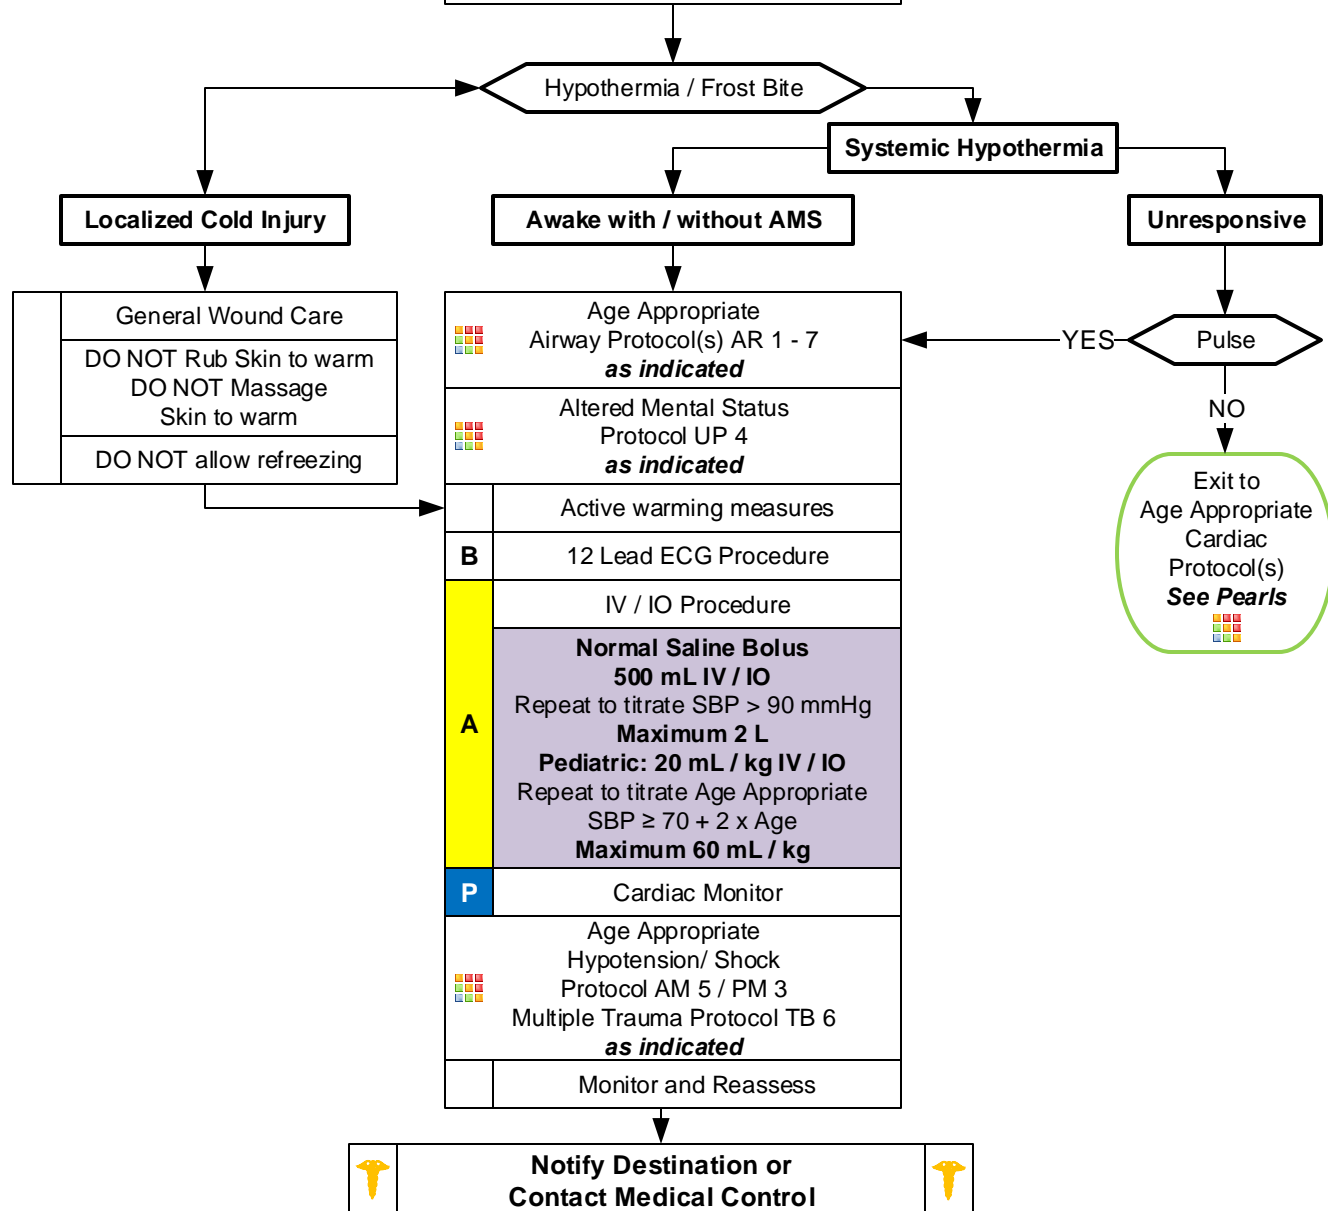 Hypothermia / Frost Bite
Systemic Hypothermia
Localized Cold Injury
Awake with / without AMS
Unresponsive
General Wound Care
DO NOT Rub Skin to warm
DO NOT Massage
Skin to warm
DO NOT allow refreezing
Age Appropriate
Airway Protocol(s) AR 1 - 7
as indicated
YES
Pulse
NO
Exit to
Age Appropriate
Cardiac
Protocol(s)
See Pearls
Altered Mental Status
Protocol UP 4
as indicated
Active warming measures
B
12 Lead ECG Procedure
A
IV / IO Procedure
Normal Saline Bolus
500 mL IV / IO
Repeat to titrate SBP > 90 mmHg
Maximum 2 L
Pediatric: 20 mL / kg IV / IO
Repeat to titrate Age Appropriate
SBP ≥ 70 + 2 x Age
Maximum 60 mL / kg
P
Cardiac Monitor
Age Appropriate
Hypotension/ Shock
Protocol AM 5 / PM 3
Multiple Trauma Protocol TB 6
as indicated
Monitor and Reassess
Notify Destination or
Contact Medical Control